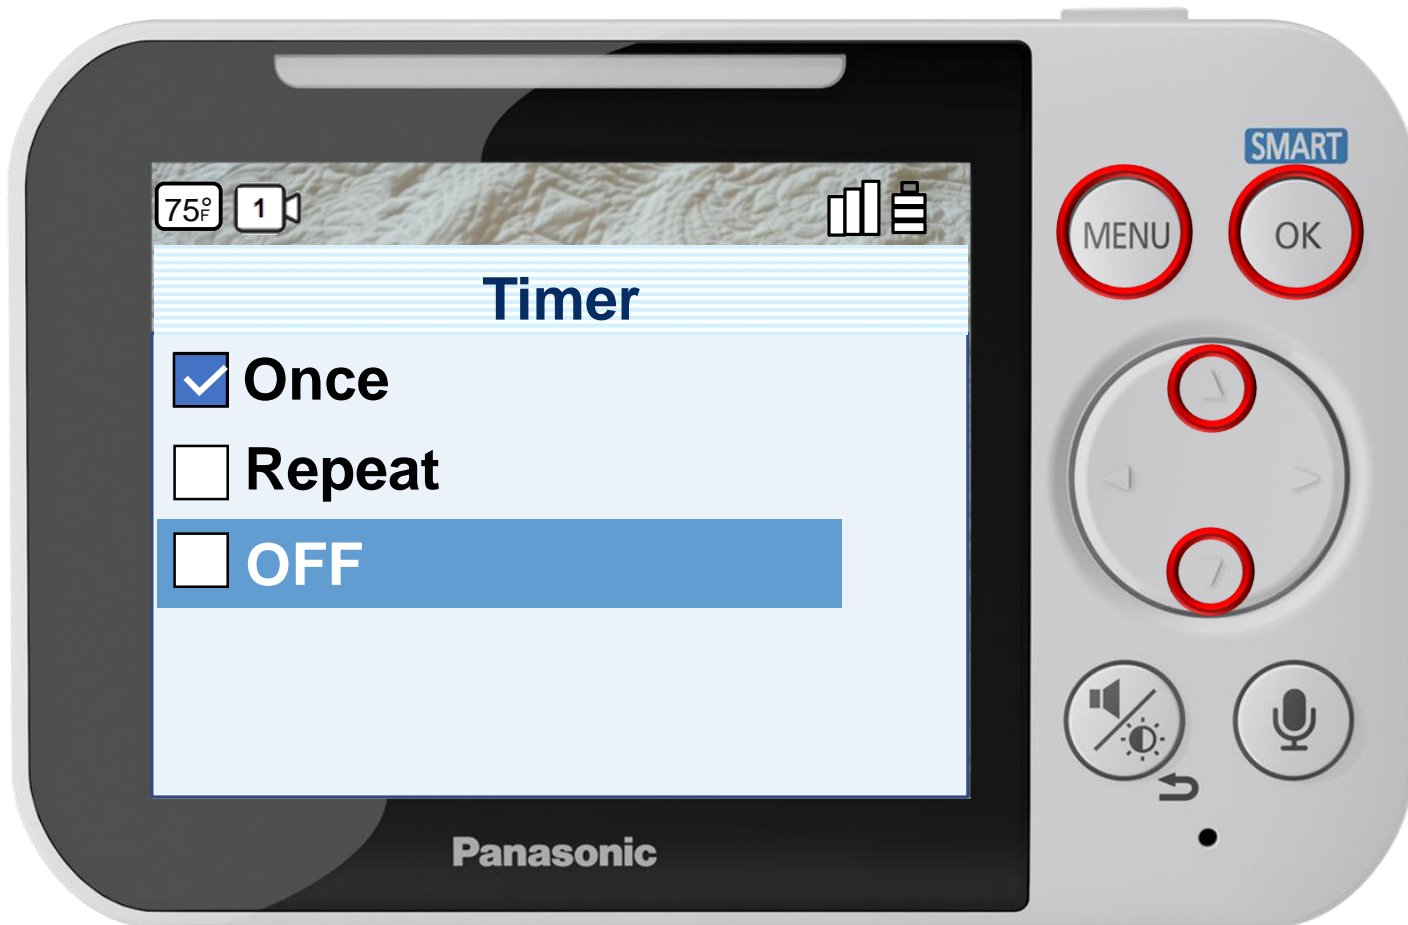 SMART
75°F 1
MENU OK
Timer
Once
Repeat
OFF
Panasonic